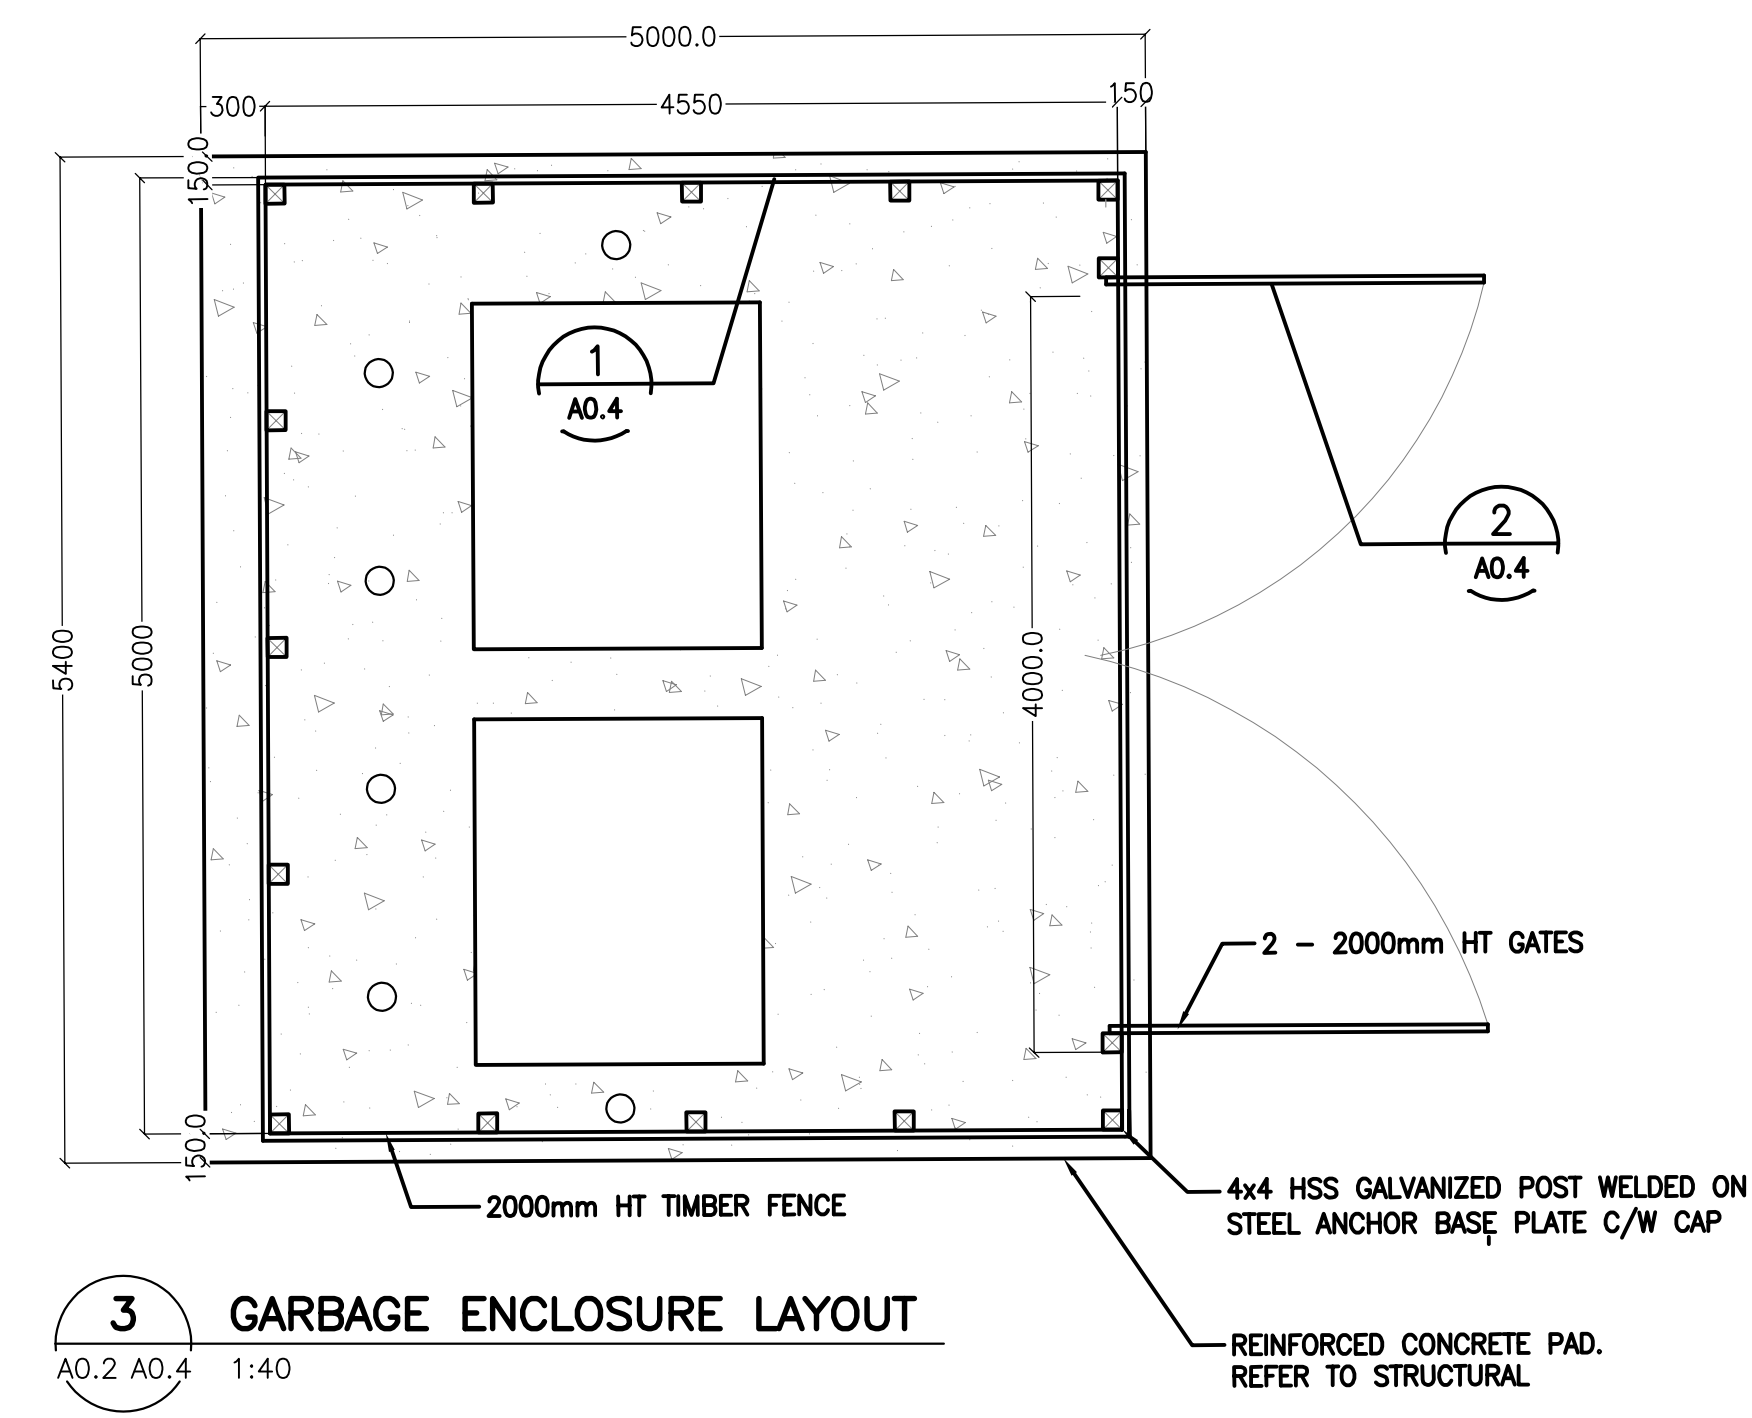 5000.0
300
4550
150
150.0
1
A0.4
2
A0.4
5400
5000
4000.0
2 - 2000mm HT GATES
150.0
2000mm HT TIMBER FENCE
4x4 HSS GALVANIZED POST WELDED ON
STEEL ANCHOR BASE PLATE C/W CAP
3
GARBAGE ENCLOSURE LAYOUT
A0.2 A0.4
1:40
REINFORCED CONCRETE PAD.
REFER TO STRUCTURAL